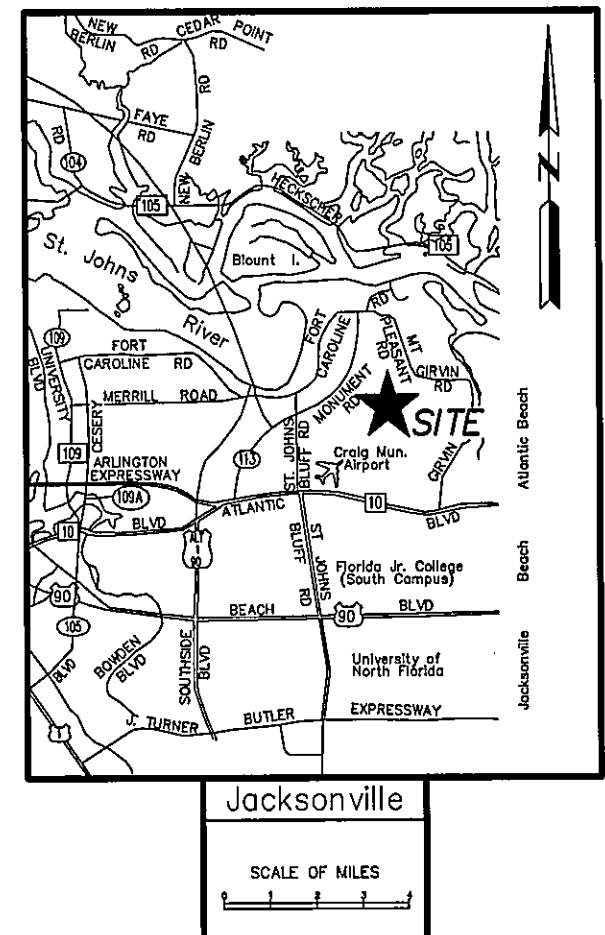 NEW BERLIN RD
CEDAR POINT
RD
FAYE
RD
NEW BERLIN
RD
RD
104
105
HECKSCHER
105
St. Johns
River
Blount I.
N
109
UNIVERSITY
BLVD
FORT
CAROLINE RD
FORT
CAROLINE
RD
MT
PLEASANT
RD
GIRVIN
RD
MERRILL ROAD
MONUMENT
RD
CESERY
SITE
109
113
ST. JOHNS
BLUFF RD
Craig Mun.
Airport
GIRVIN
Atlantic Beach
ARLINGTON
EXPRESSWAY
109A
ATLANTIC
10
BLVD
10
BLVD
ALT
90
ST JOHNS
BLUFF
RD
Florida Jr. College
(South Campus)
Beach
90
BEACH
90
BLVD
105
BLVD
BOWDEN
BLVD
SOUTHSIDE
BLVD
University of
North Florida
Jacksonville
1
J. TURNER
BUTLER
EXPRESSWAY
Jacksonville
SCALE OF MILES
0 1 2 3 4